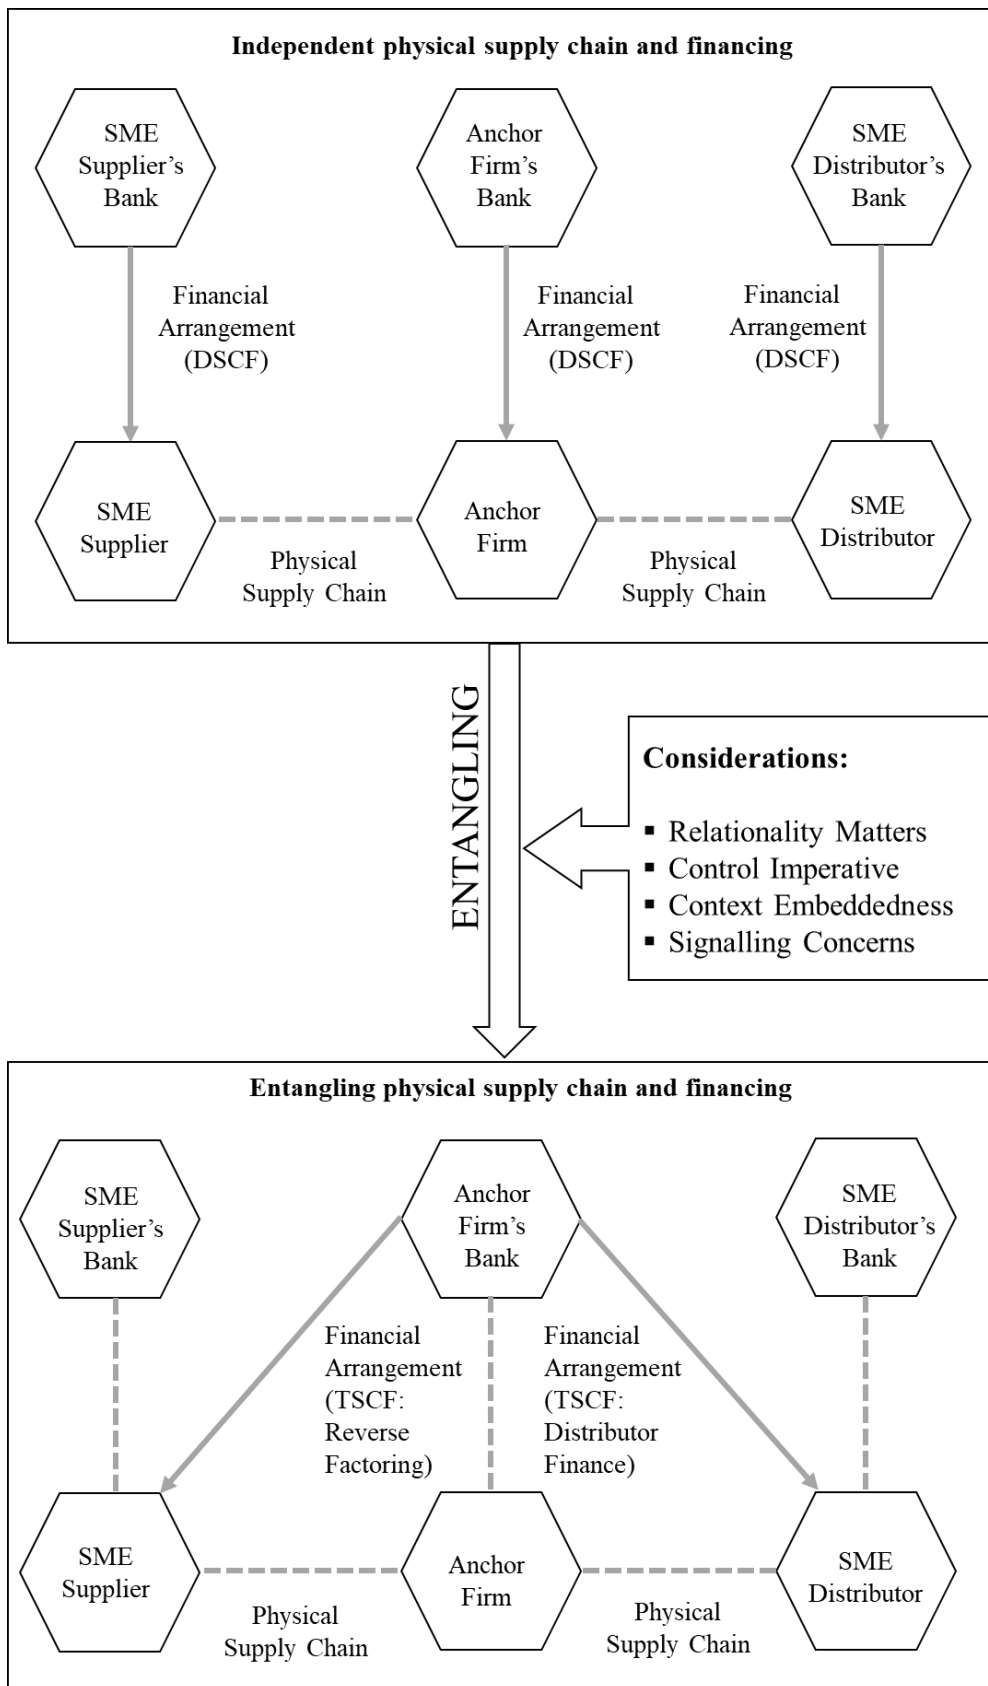 Independent physical supply chain and financing
SME
Supplier’s
Bank
Anchor
Firm’s
Bank
SME
Distributor’s
Bank
Financial
Arrangement
(DSCF)
Financial
Arrangement
(DSCF)
Financial
Arrangement
(DSCF)
SME
Supplier
Anchor
Firm
SME
Distributor
Physical
Supply Chain
Physical
Supply Chain
ENTANGLING
Considerations:
▪ Relationality Matters
▪ Control Imperative
▪ Context Embeddedness
▪ Signalling Concerns
Entangling physical supply chain and financing
SME
Supplier’s
Bank
Anchor
Firm’s
Bank
SME
Distributor’s
Bank
Financial
Arrangement
(TSCF:
Reverse
Factoring)
Financial
Arrangement
(TSCF:
Distributor
Finance)
SME
Supplier
Anchor
Firm
SME
Distributor
Physical
Supply Chain
Physical
Supply Chain